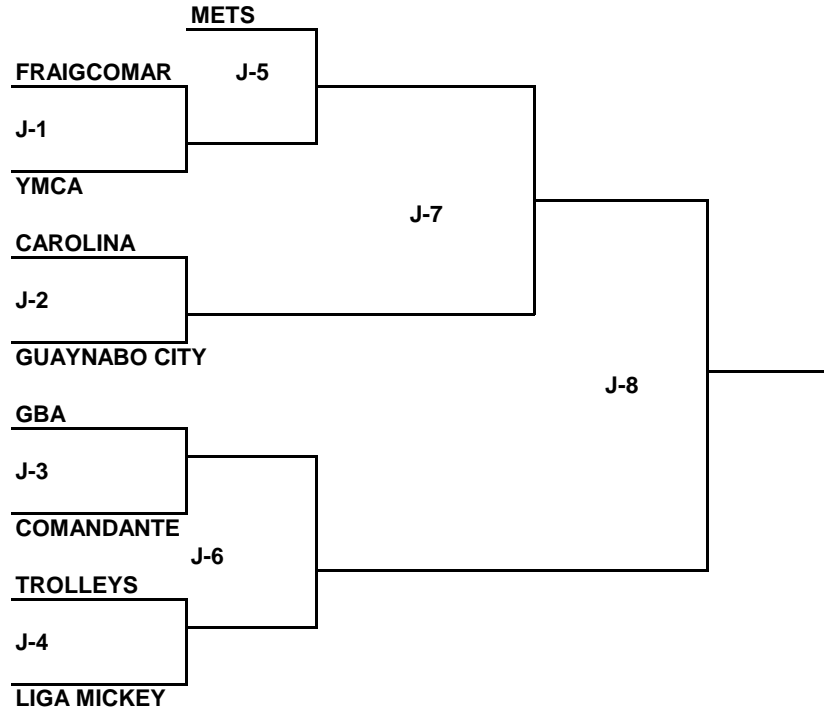 METS
FRAIGCOMAR
J-5
J-1
YMCA
J-7
CAROLINA
J-2
GUAYNABO CITY
J-8
GBA
J-3
COMANDANTE
J-6
TROLLEYS
J-4
LIGA MICKEY